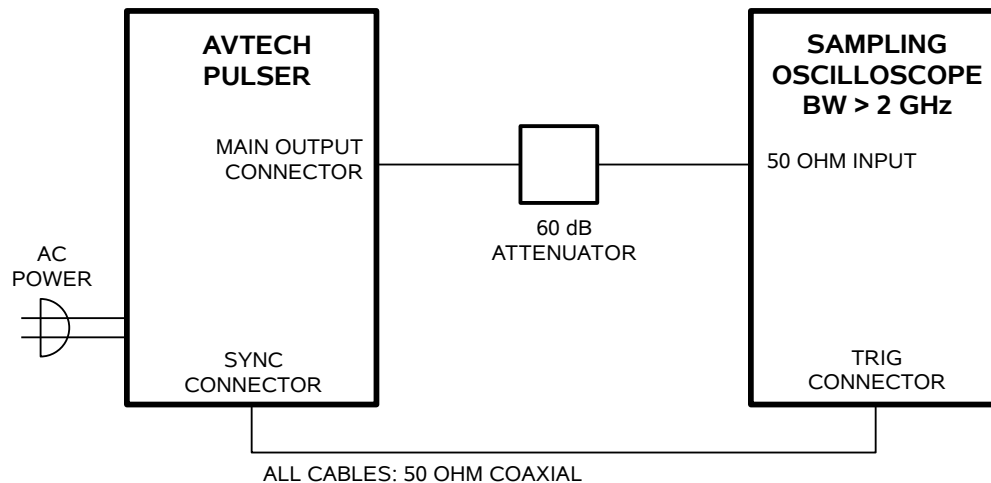 AVTECH
PULSER
SAMPLING
OSCILLOSCOPE
BW > 2 GHz
MAIN OUTPUT
CONNECTOR
50 OHM INPUT
60 dB
ATTENUATOR
AC
POWER
SYNC
CONNECTOR
TRIG
CONNECTOR
ALL CABLES: 50 OHM COAXIAL